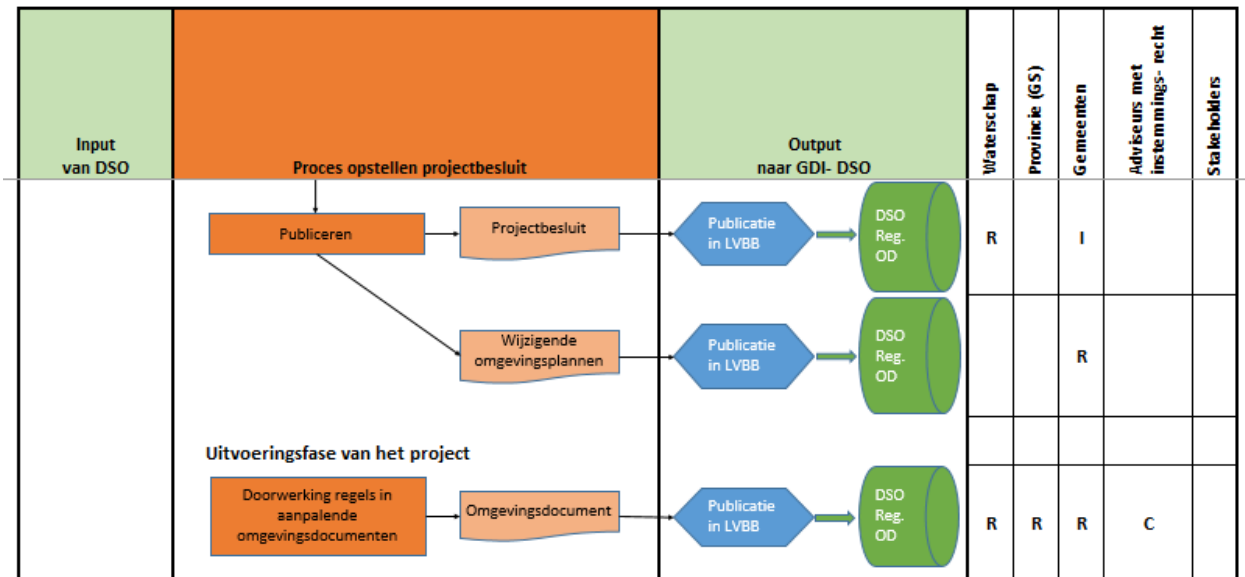 Input
van DSO
Proces opstellen projectbesluit
Output
naar GDI- DSO
Waterschap
Provincie (GS)
Gemeenten
Adviseurs met
instemmings- recht
Stakeholders
Publiceren
Projectbesluit
Publicatie
in LVBB
DSO
Reg.
OD
R
I
Wijzigende
omgevingsplannen
Publicatie
in LVBB
DSO
Reg.
OD
R
Uitvoeringsfase van het project
Doorwerking regels in
aanpalende
omgevingsdocumenten
Omgevingsdocument
Publicatie
in LVBB
DSO
Reg.
OD
R
R
R
C